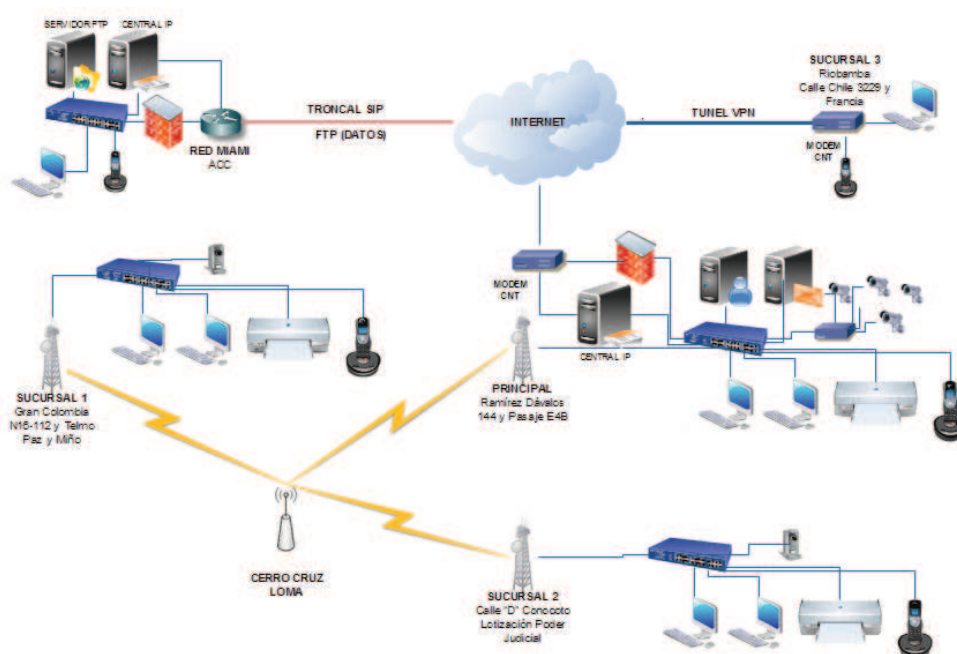 SERVIDOR FTP
CENTRAL IP
RED MIAMI
ACC
TRONCAL SIP
FTP (DATOS)
INTERNET
TUNEL VPN
SUCURSAL 3
Riobamba
Calle Chile 3229 y
Francia
MODEM
CNT
MODEM
CNT
CENTRAL IP
SUCURSAL 1
Gran Colombia
N16-112 y Telmo
Paz y Miño
PRINCIPAL
Ramírez Dávalos
144 y Pasaje E4B
CERRO CRUZ
LOMA
SUCURSAL 2
Calle "D" Conocoto
Lotización Poder
Judicial